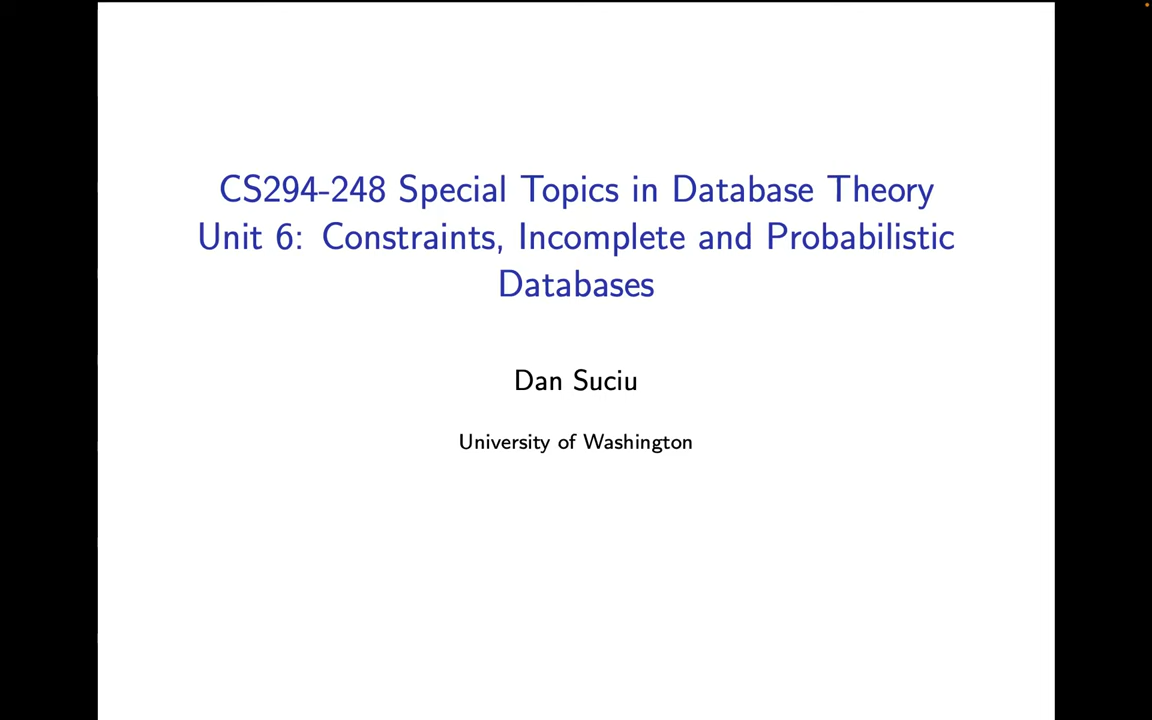 CS294-248 Special Topics in Database Theory
Unit 6: Constraints, Incomplete and Probabilistic
Databases
Dan Suciu
University of Washington